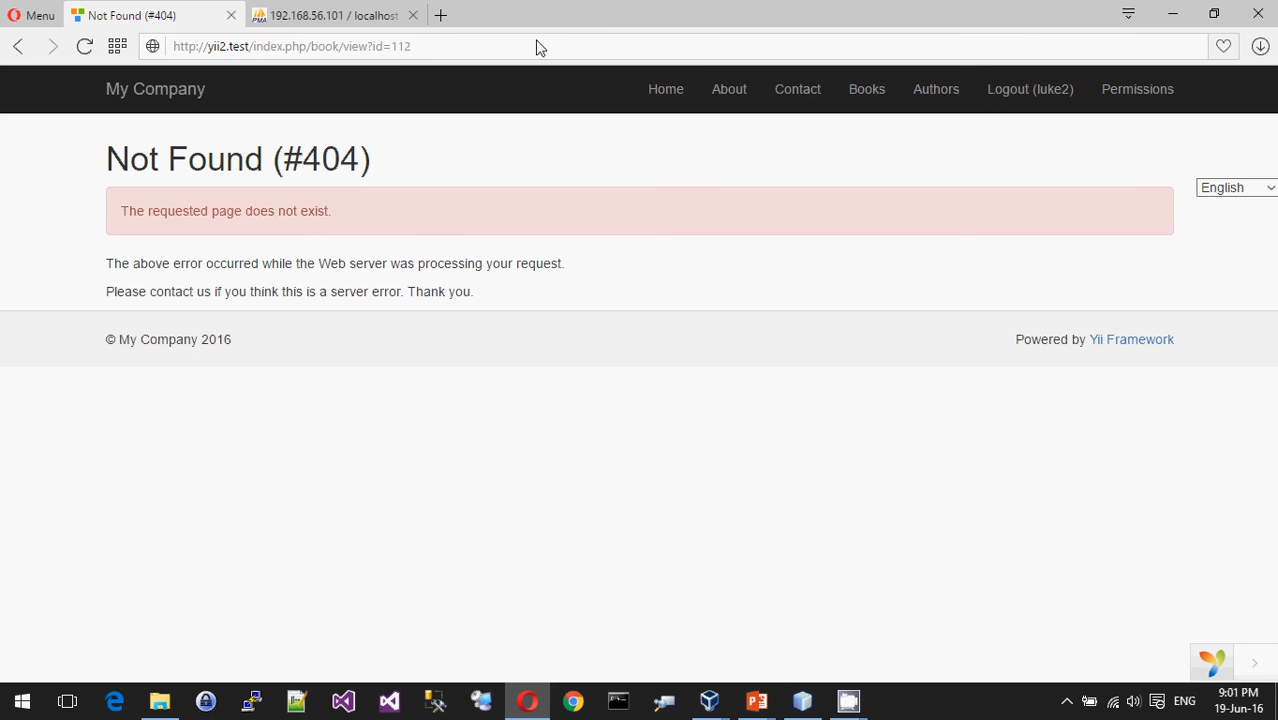 Menu
Not Found (#404)
192.168.56.101 / localhost
http://yii2.test/index.php/book/view?id=112
My Company
Home
About
Contact
Books
Authors
Logout (luke2)
Permissions
Not Found (#404)
English
The requested page does not exist.
The above error occurred while the Web server was processing your request.
Please contact us if you think this is a server error. Thank you.
© My Company 2016
Powered by Yii Framework
ENG
9:01 PM
19-Jun-16